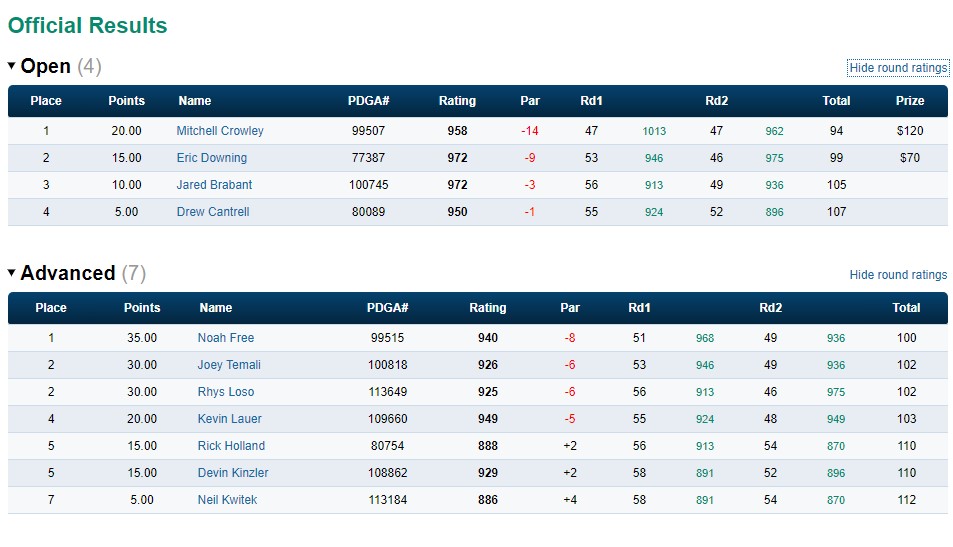 Official Results
Open (4)
Hide round ratings
Place Points Name PDGA# Rating Par Rd1 Rd2 Total Prize
1 20.00 Mitchell Crowley 99507 958 -14 47 1013 47 962 94 $120
2 15.00 Eric Downing 77387 972 -9 53 946 46 975 99 $70
3 10.00 Jared Brabant 100745 972 -3 56 913 49 936 105
4 5.00 Drew Cantrell 80089 950 -1 55 924 52 896 107
Advanced (7)
Hide round ratings
Place Points Name PDGA# Rating Par Rd1 Rd2 Total
1 35.00 Noah Free 99515 940 -8 51 968 49 936 100
2 30.00 Joey Temali 100818 926 -6 53 946 49 936 102
2 30.00 Rhys Loso 113649 925 -6 56 913 46 975 102
4 20.00 Kevin Lauer 109660 949 -5 55 924 48 949 103
5 15.00 Rick Holland 80754 888 +2 56 913 54 870 110
5 15.00 Devin Kinzler 108862 929 +2 58 891 52 896 110
7 5.00 Neil Kwitek 113184 886 +4 58 891 54 870 112